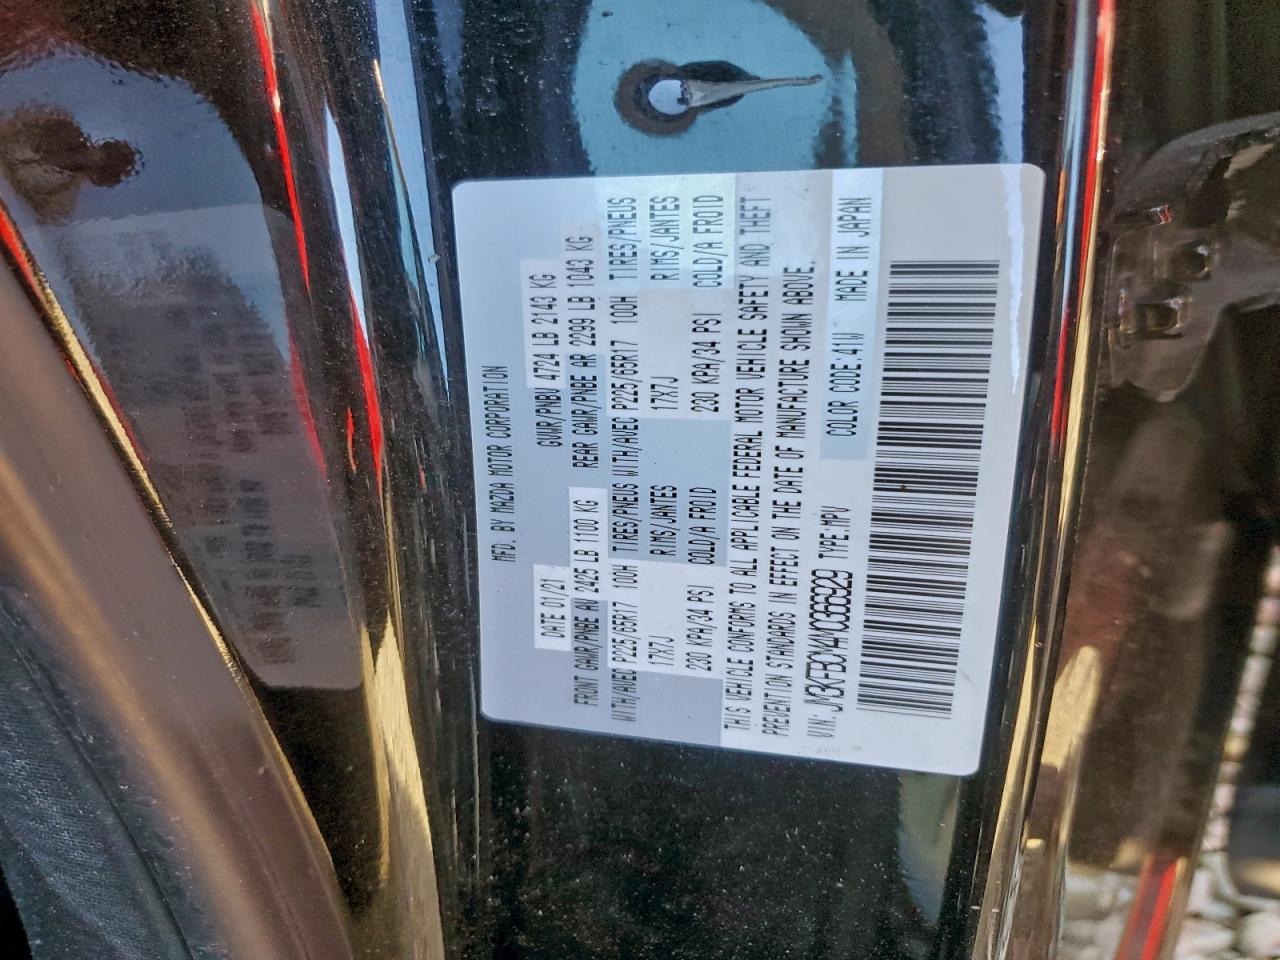 MFD. BY MAZDA MOTOR CORPORATION
DATE 01/21 GVWR/PNBV 4724 LB 2143 KG
FRONT GAWR/PNBE AV 2425 LB 1100 KG REAR GAWR/PNBE AR 2299 LB 1043 KG
WITH/AVEC P225/65R17 100H TIRES/PNEUS WITH/AVEC P225/65R17 100H TIRES/PNEUS
17X7J RIMS/JANTES 17X7J RIMS/JANTES
230 KPA/34 PSI COLD/A FROID 230 KPA/34 PSI COLD/A FROID
THIS VEHICLE CONFORMS TO ALL APPLICABLE FEDERAL MOTOR VEHICLE SAFETY AND THEFT
PREVENTION STANDARDS IN EFFECT ON THE DATE OF MANUFACTURE SHOWN ABOVE.
V.I.N.: JM3KFBCM4M0366929 TYPE:MPV COLOR CODE:41W MADE IN JAPAN